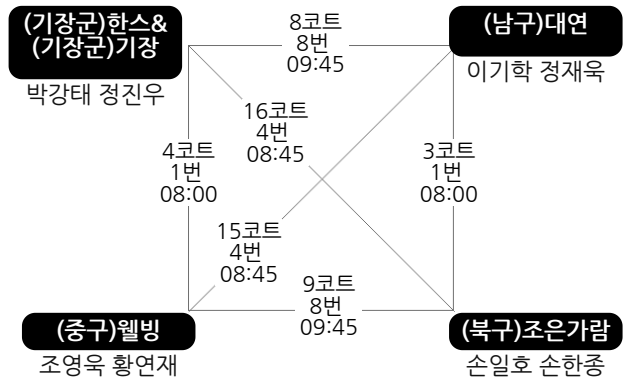 (기장군)한스&
(기장군)기장
박강태 정진우
8코트
8번
09:45
(남구)대연
이기학 정재욱
16코트
4번
08:45
4코트
1번
08:00
3코트
1번
08:00
15코트
4번
08:45
9코트
8번
09:45
(중구)웰빙
조영욱 황연재
(북구)조은가람
손일호 손한종